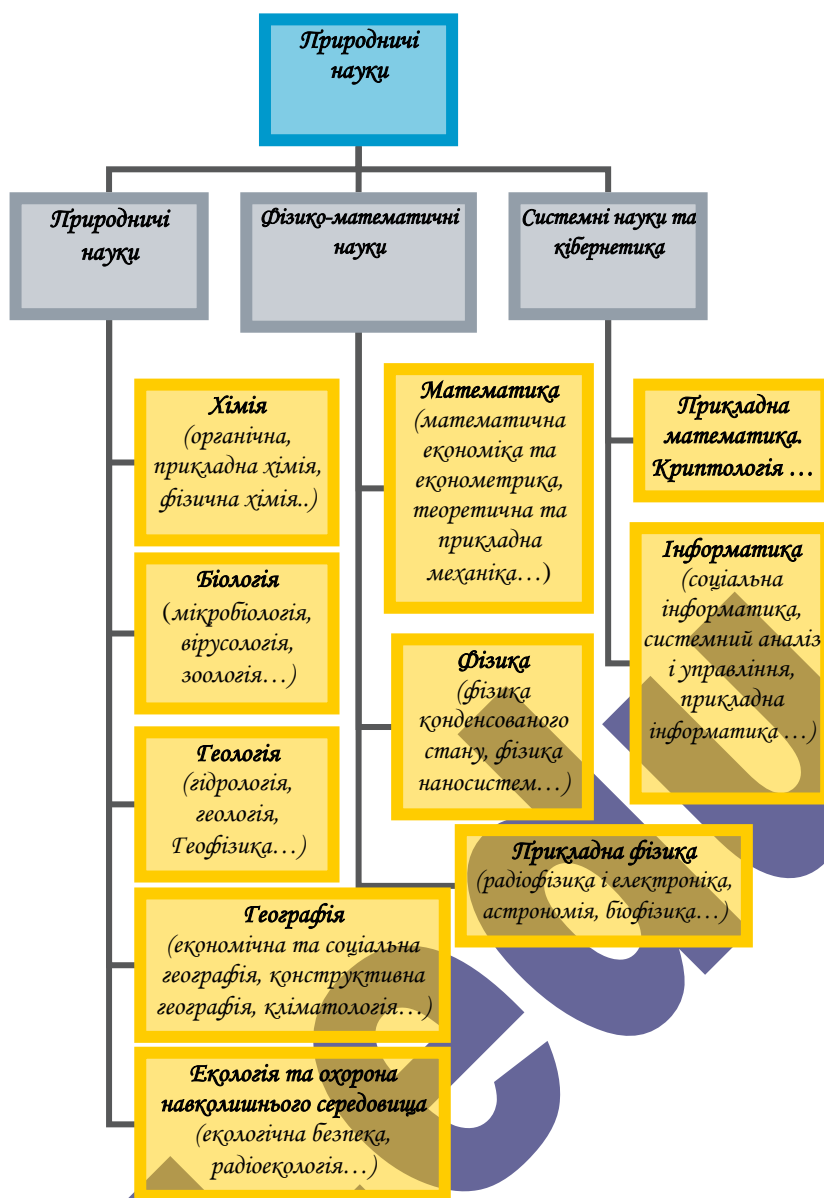 Природничі
науки
Природничі
науки
Фізико-математичні
науки
Системні науки та
кібернетика
Хімія
(органічна,
прикладна хімія,
фізична хімія..)
Біологія
(мікробіологія,
вірусологія,
зоологія…)
Геологія
(гідрологія,
геологія,
Геофізика…)
Географія
(економічна та соціальна
географія, конструктивна
географія, кліматологія…)
Екологія та охорона
навколишнього середовища
(екологічна безпека,
радіоекологія…)
Математика
(математична
економіка та
економетрика,
теоретична та
прикладна
механіка…)
Фізика
(фізика
конденсованого
стану, фізика
наносистем…)
Прикладна фізика
(радіофізика і електроніка,
астрономія, біофізика…)
Прикладна
математика.
Криптологія …
Інформатика
(соціальна
інформатика,
системний аналіз
і управління,
прикладна
інформатика …)
edu